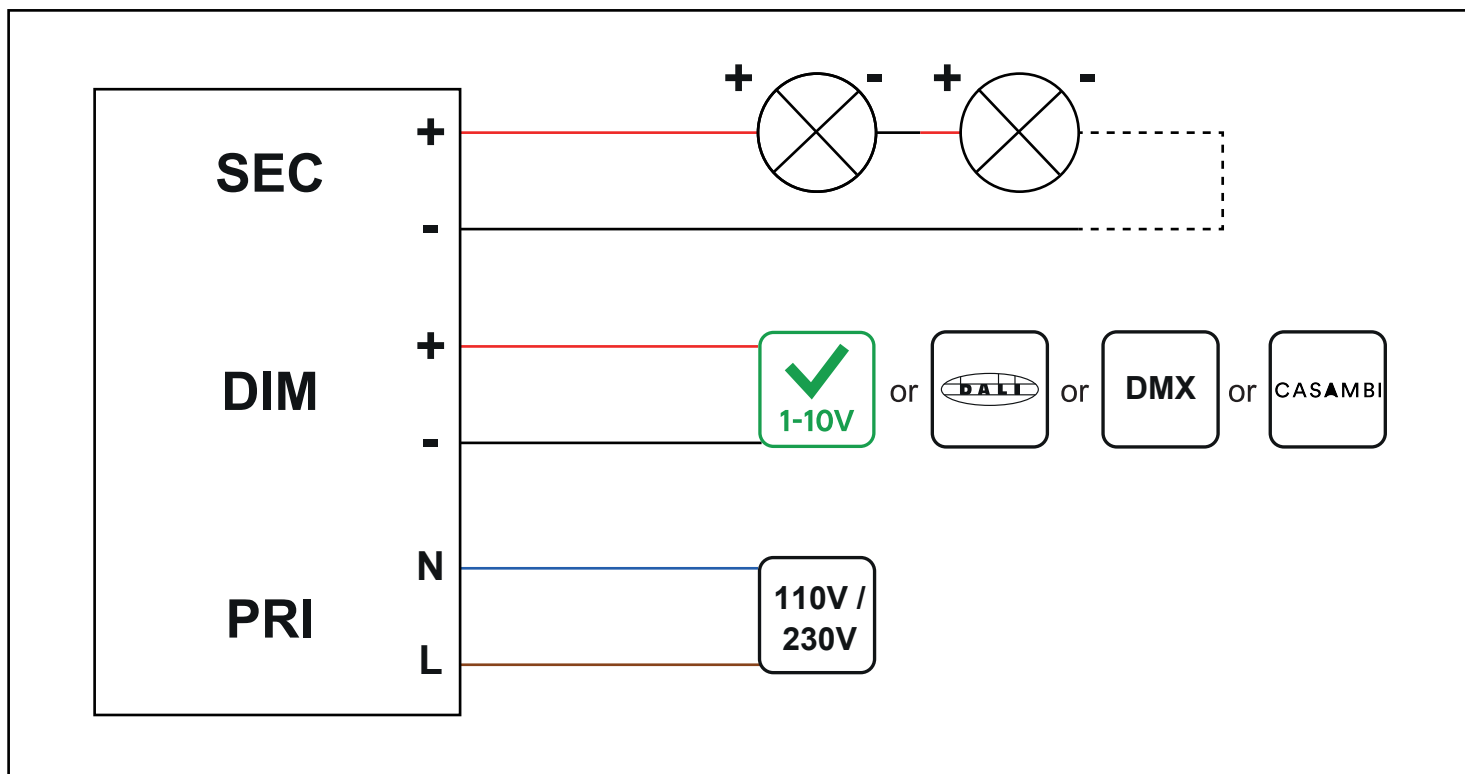 + - + -
+
SEC
-
+
DIM
-
1-10V
or
DALI
or
DMX
or
CASAMBI
N
PRI
L
110V /
230V